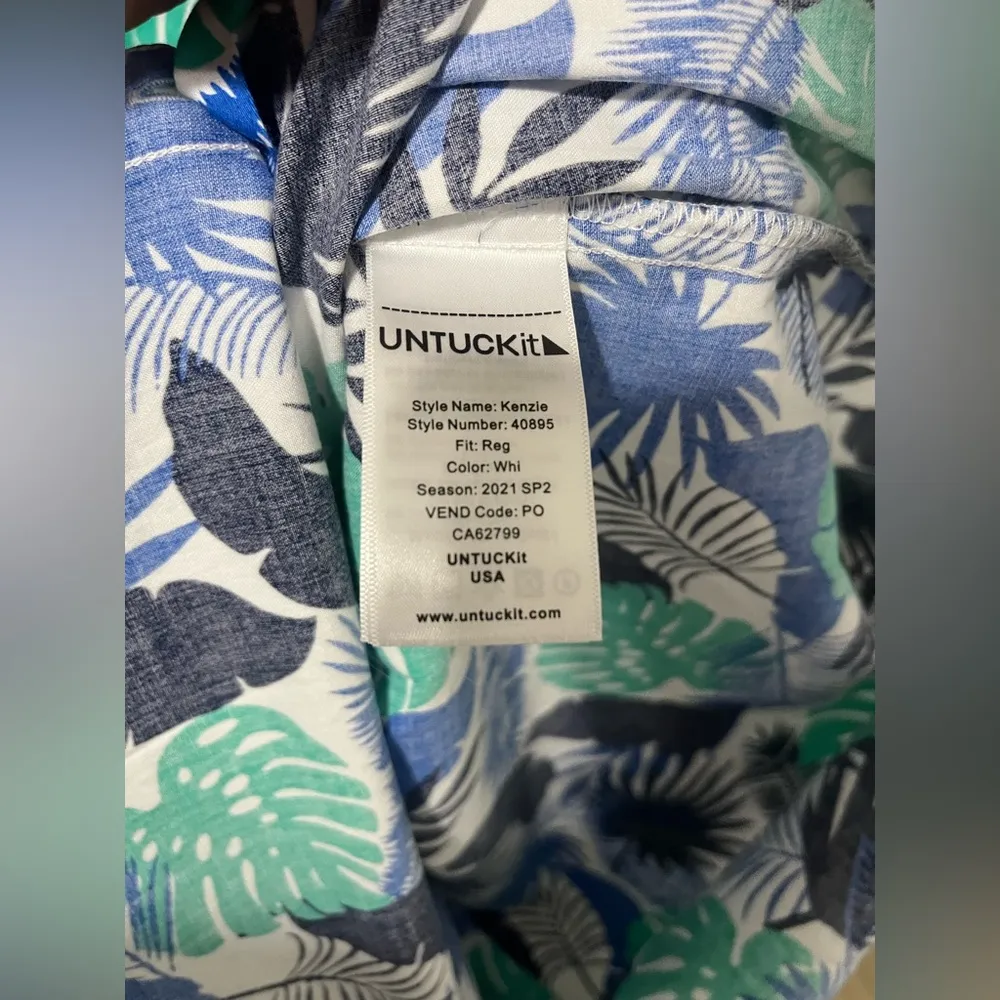 UNTUCKit
Style Name: Kenzie
Style Number: 40895
Fit: Reg
Color: Whi
Season: 2021 SP2
VEND Code: PO
CA62799
UNTUCKit
USA
www.untuckit.com